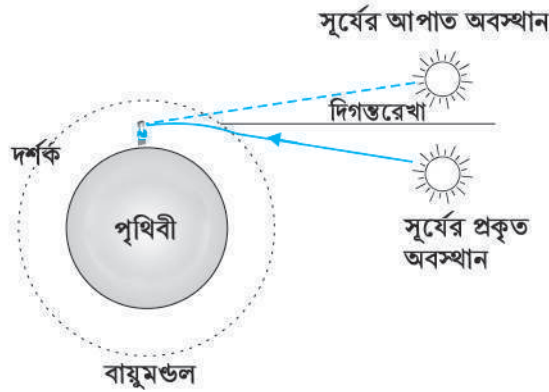 সূর্যের আপাত অবস্থান
দিগন্তরেখা
দর্শক
পৃথিবী
সূর্যের প্রকৃত
অবস্থান
বায়ুমণ্ডল